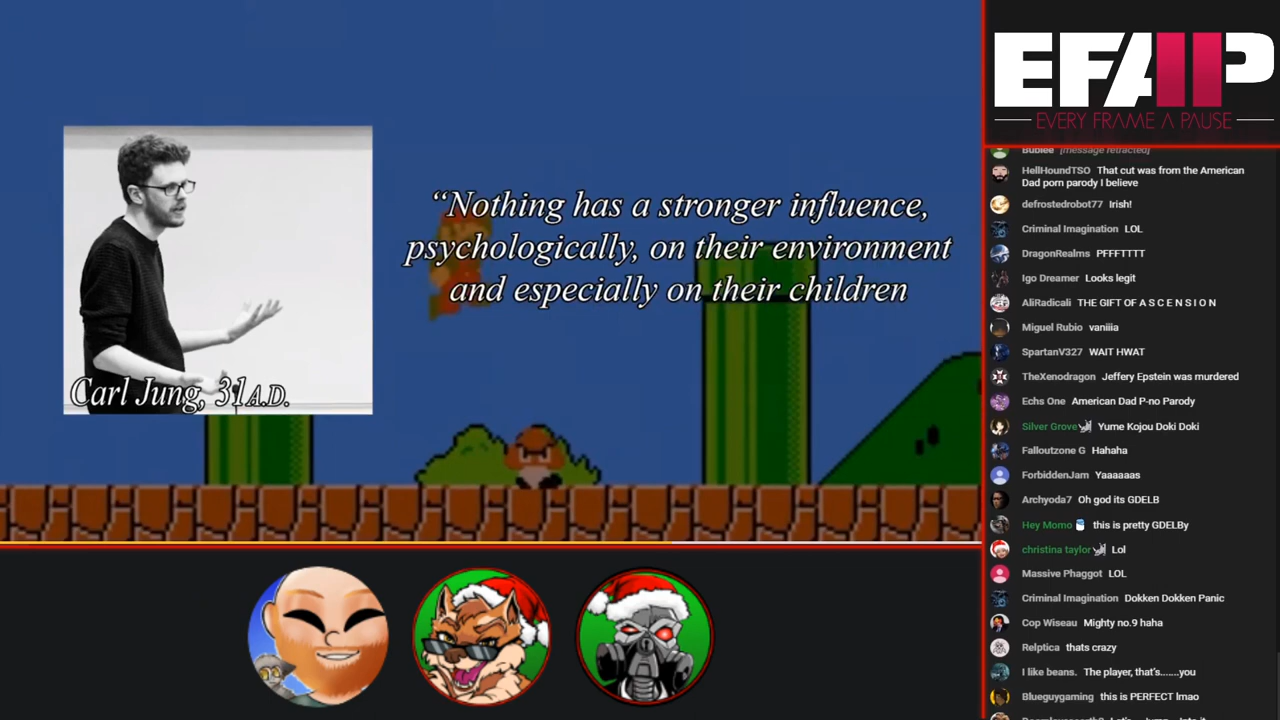 “Nothing has a stronger influence,
psychologically, on their environment
and especially on their children
Carl Jung, 31A.D.
EFAP
EVERY FRAME A PAUSE
Bublee [message retracted]
HellHoundTSO That cut was from the American
Dad porn parody I believe
defrostedrobot77 Irish!
Criminal Imagination LOL
DragonRealms PFFFTTTT
Igo Dreamer Looks legit
AliRadicali THE GIFT OF A S C E N S I O N
Miguel Rubio vaniiia
SpartanV327 WAIT HWAT
TheXenodragon Jeffery Epstein was murdered
Echs One American Dad P-no Parody
Silver Grove Yume Kojou Doki Doki
Falloutzone G Hahaha
ForbiddenJam Yaaaaaas
Archyoda7 Oh god its GDELB
Hey Momo this is pretty GDELBy
christina taylor Lol
Massive Phaggot LOL
Criminal Imagination Dokken Dokken Panic
Cop Wiseau Mighty no.9 haha
Relptica thats crazy
I like beans. The player, that's.......you
Blueguygaming this is PERFECT lmao